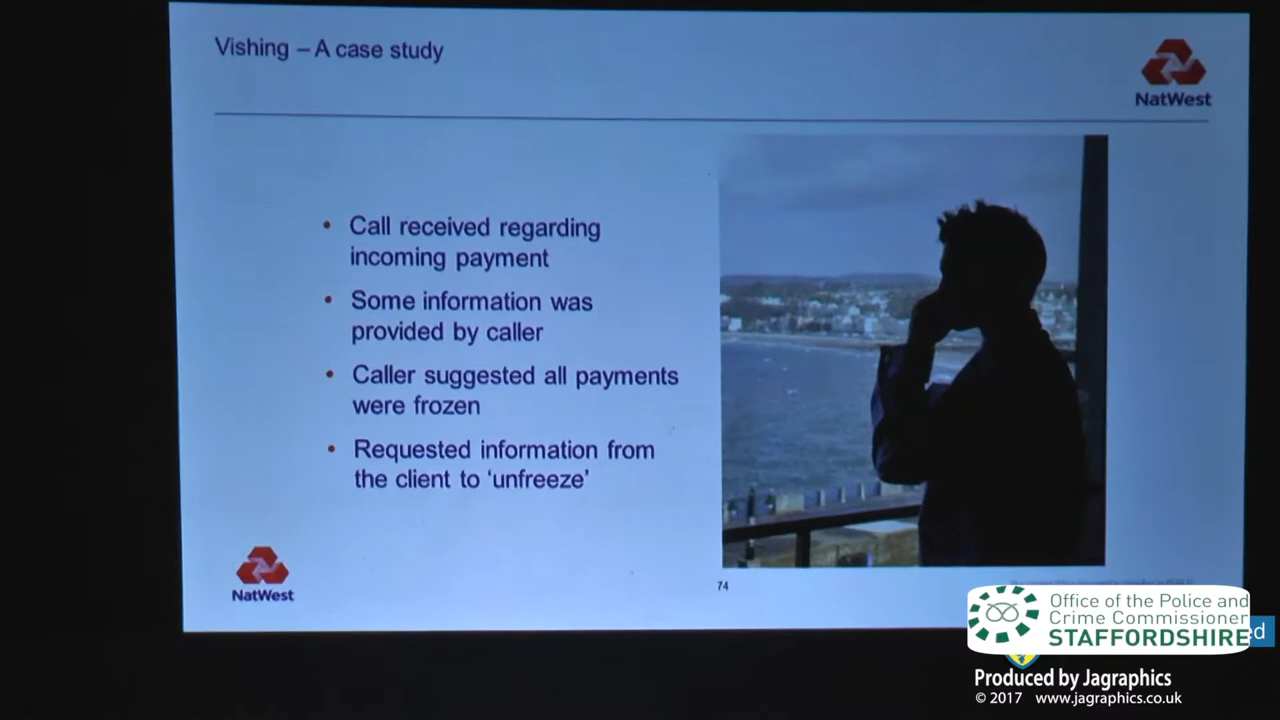 Vishing – A case study
NatWest
• Call received regarding
incoming payment
• Some information was
provided by caller
• Caller suggested all payments
were frozen
• Requested information from
the client to ‘unfreeze’
NatWest
74
Office of the Police and
Crime Commissioner
STAFFORDSHIRE
ed
Produced by Jagraphics
© 2017 www.jagraphics.co.uk